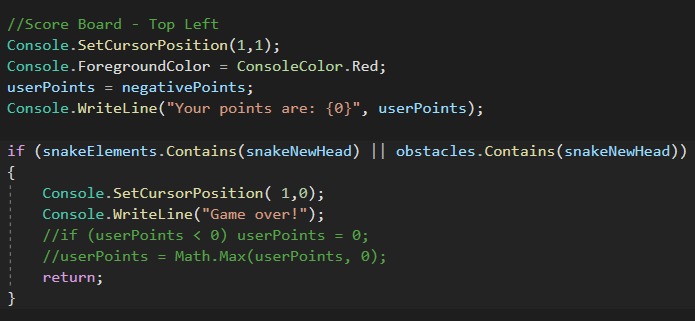 //Score Board - Top Left
Console.SetCursorPosition(1,1);
Console.ForegroundColor = ConsoleColor.Red;
userPoints = negativePoints;
Console.WriteLine("Your points are: {0}", userPoints);
if (snakeElements.Contains(snakeNewHead) || obstacles.Contains(snakeNewHead))
{
Console.SetCursorPosition( 1,0);
Console.WriteLine("Game over!");
//if (userPoints < 0) userPoints = 0;
//userPoints = Math.Max(userPoints, 0);
return;
}